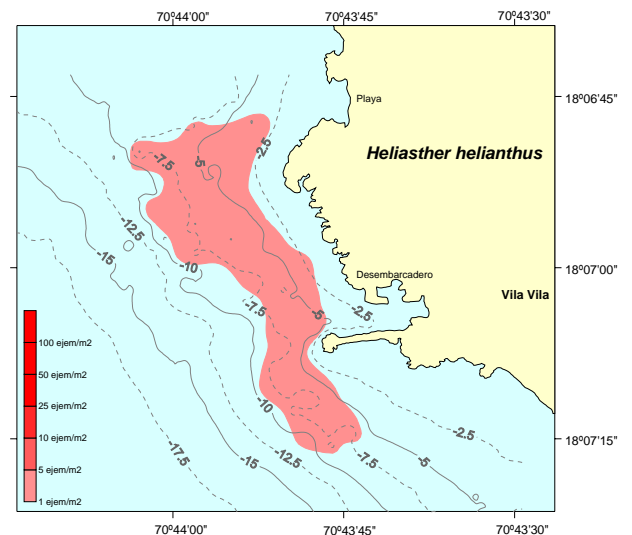 70º44'00" 70º43'45" 70º43'30"
Playa
18º06'45"
Heliasther helianthus
-2.5
-5
-7.5
-12.5
-15
-10
Desembarcadero
18º07'00"
Vila Vila
-7.5
-5
-2.5
100 ejem/m2
50 ejem/m2
25 ejem/m2
10 ejem/m2
5 ejem/m2
1 ejem/m2
-10
-2.5
18º07'15"
-17.5
-15
-12.5
-7.5
-5
70º44'00" 70º43'45" 70º43'30"